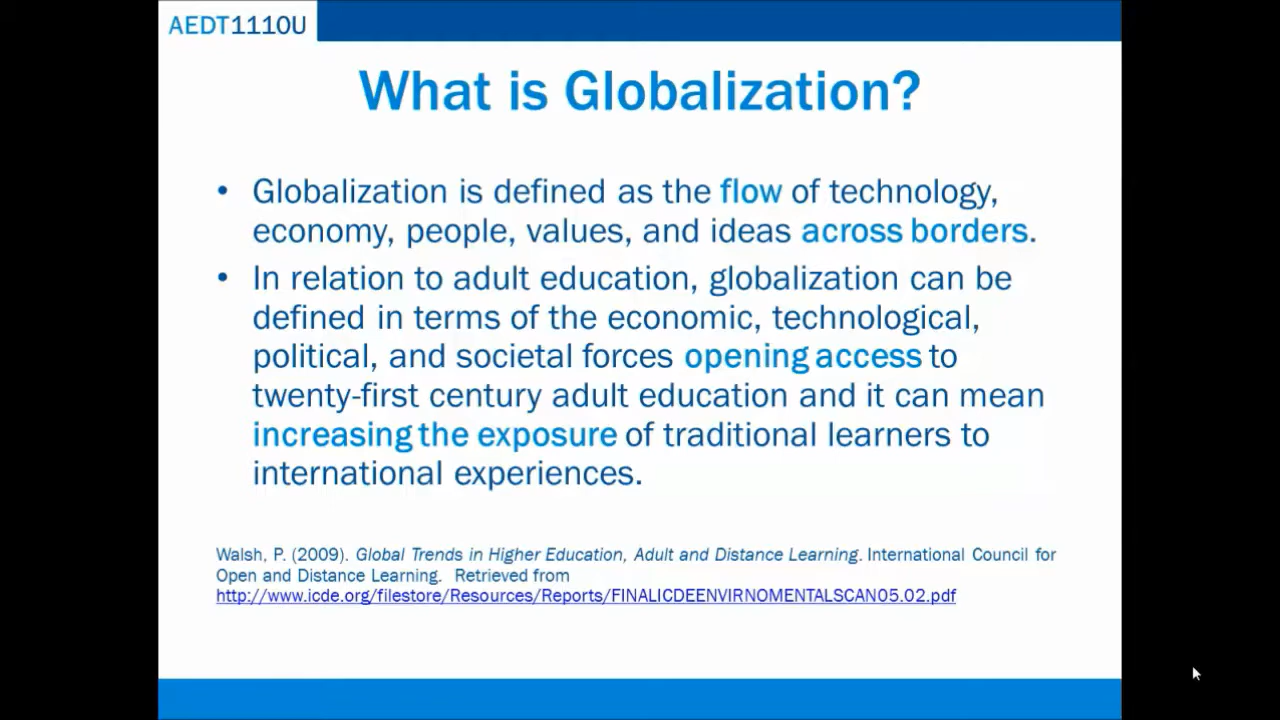 AEDT1110U
What is Globalization?
• Globalization is defined as the flow of technology,
economy, people, values, and ideas across borders.
• In relation to adult education, globalization can be
defined in terms of the economic, technological,
political, and societal forces opening access to
twenty-first century adult education and it can mean
increasing the exposure of traditional learners to
international experiences.
Walsh, P. (2009). Global Trends in Higher Education, Adult and Distance Learning. International Council for
Open and Distance Learning. Retrieved from
http://www.icde.org/filestore/Resources/Reports/FINALICDEENVIRNOMENTALSCAN05.02.pdf